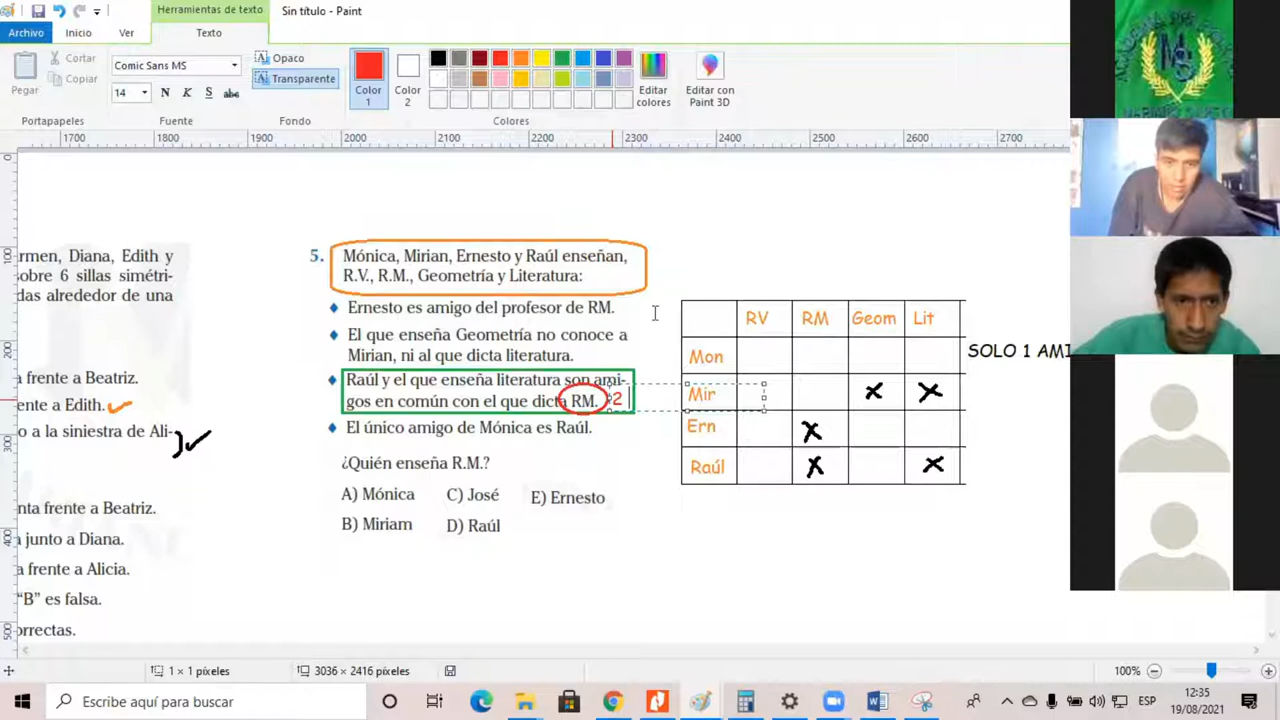 Herramientas de texto
Sin título - Paint
Archivo Inicio Ver Texto
Pegar
Cortar
Copiar
Portapapeles
Comic Sans MS
14
N K S abc
Fuente
Opaco
Transparente
Fondo
Color 1
Color 2
Editar colores
Editar con Paint 3D
Colores
1700 1800 1900 2000 2100 2200 2300 2400 2500 2600 2700
0
100
200
300
400
500
rmen, Diana, Edith y
obre 6 sillas simétri-
das alrededor de una
a frente a Beatriz.
ente a Edith.
o a la siniestra de Ali-
nta frente a Beatriz.
a junto a Diana.
a frente a Alicia.
"B" es falsa.
orrectas.
5. Mónica, Mirian, Ernesto y Raúl enseñan,
R.V., R.M., Geometría y Literatura:
Ernesto es amigo del profesor de RM.
El que enseña Geometría no conoce a
Mirian, ni al que dicta literatura.
Raúl y el que enseña literatura son ami-
gos en común con el que dicta RM. 2
El único amigo de Mónica es Raúl.
¿Quién enseña R.M.?
A) Mónica C) José E) Ernesto
B) Miriam D) Raúl
RV RM Geom Lit
Mon
Mir X X
Ern X
Raúl X X
SOLO 1 AMI
1 × 1 píxeles
3036 × 2416 píxeles
100%
Escribe aquí para buscar
ESP
12:35
19/08/2021